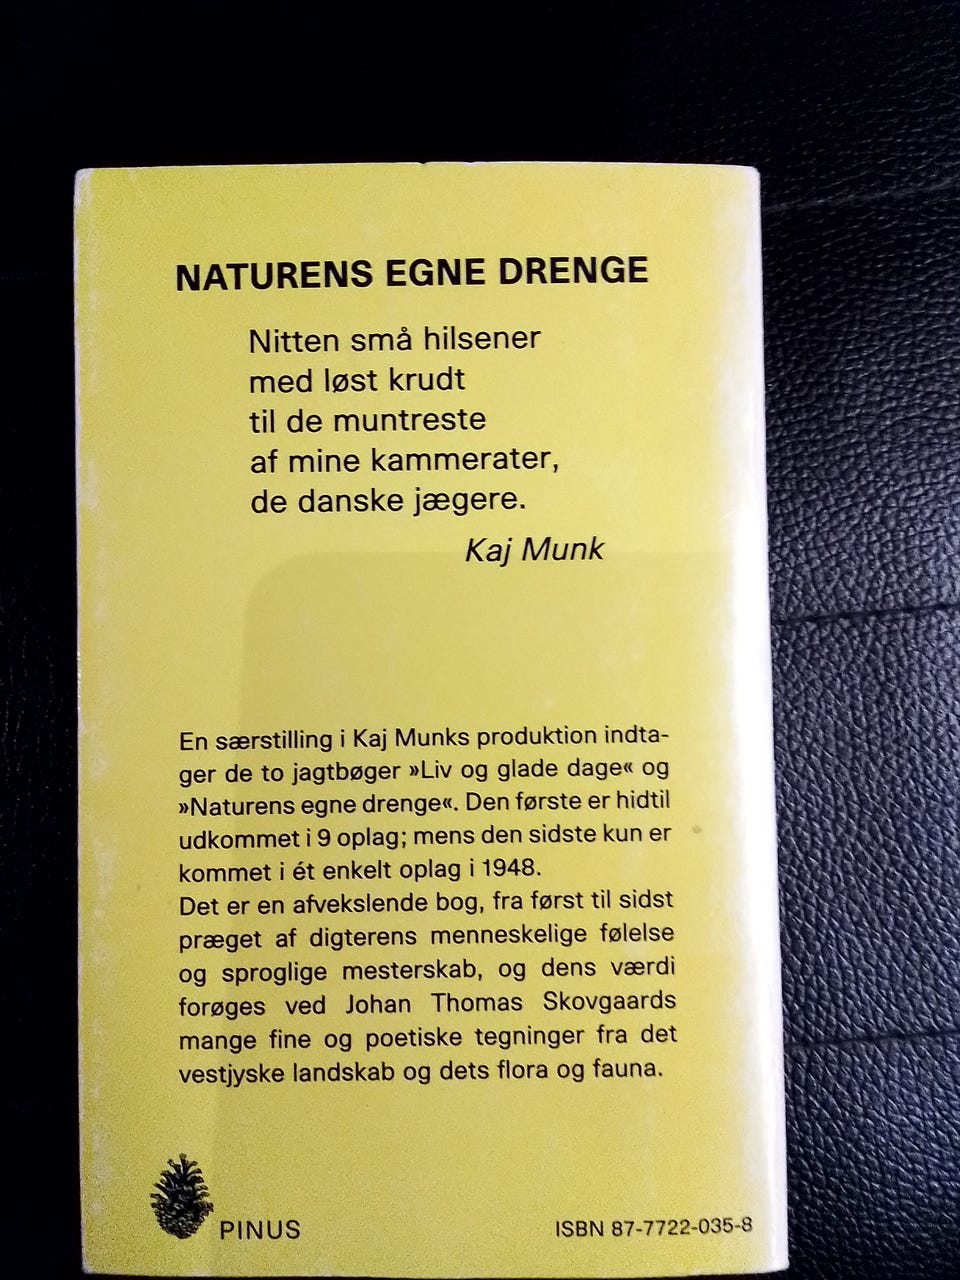 NATURENS EGNE DRENGE
Nitten små hilsener
med løst krudt
til de muntreste
af mine kammerater,
de danske jægere.
Kaj Munk
En særstilling i Kaj Munks produktion indta-
ger de to jagtbøger »Liv og glade dage« og
»Naturens egne drenge«. Den første er hidtil
udkommet i 9 oplag; mens den sidste kun er
kommet i ét enkelt oplag i 1948.
Det er en afvekslende bog, fra først til sidst
præget af digterens menneskelige følelse
og sproglige mesterskab, og dens værdi
forøges ved Johan Thomas Skovgaards
mange fine og poetiske tegninger fra det
vestjyske landskab og dets flora og fauna.
PINUS
ISBN 87-7722-035-8